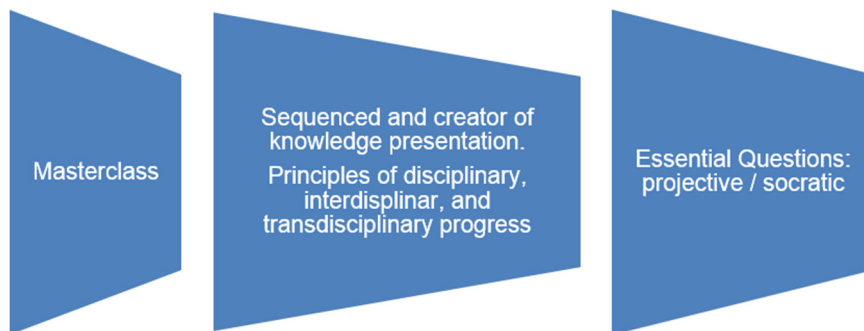 Masterclass
Sequenced and creator of
knowledge presentation.
Principles of disciplinary,
interdisplinar, and
transdisciplinary progress
Essential Questions:
projective / socratic